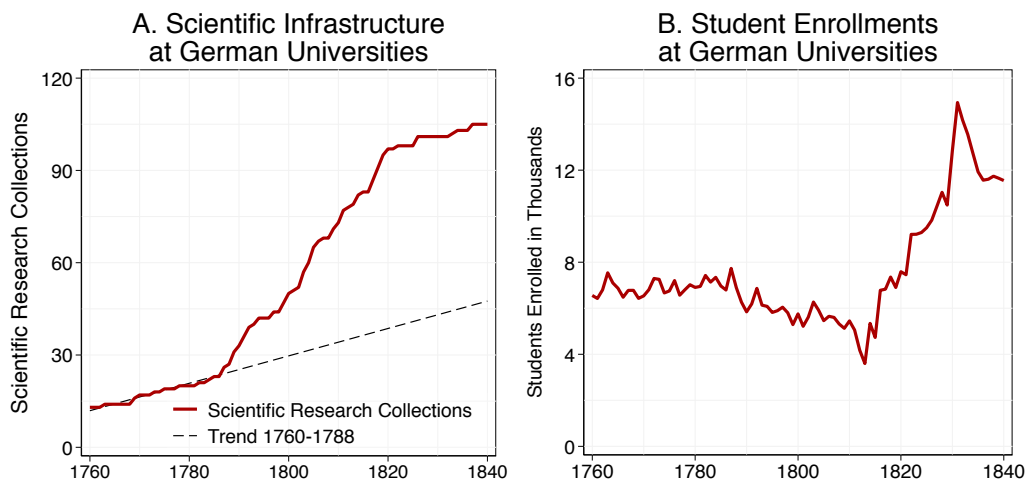 A. Scientific Infrastructure
at German Universities
Scientific Research Collections
120
90
60
30
0
1760
1780
1800
1820
1840
Scientific Research Collections
Trend 1760-1788
B. Student Enrollments
at German Universities
Students Enrolled in Thousands
16
12
8
4
0
1760
1780
1800
1820
1840